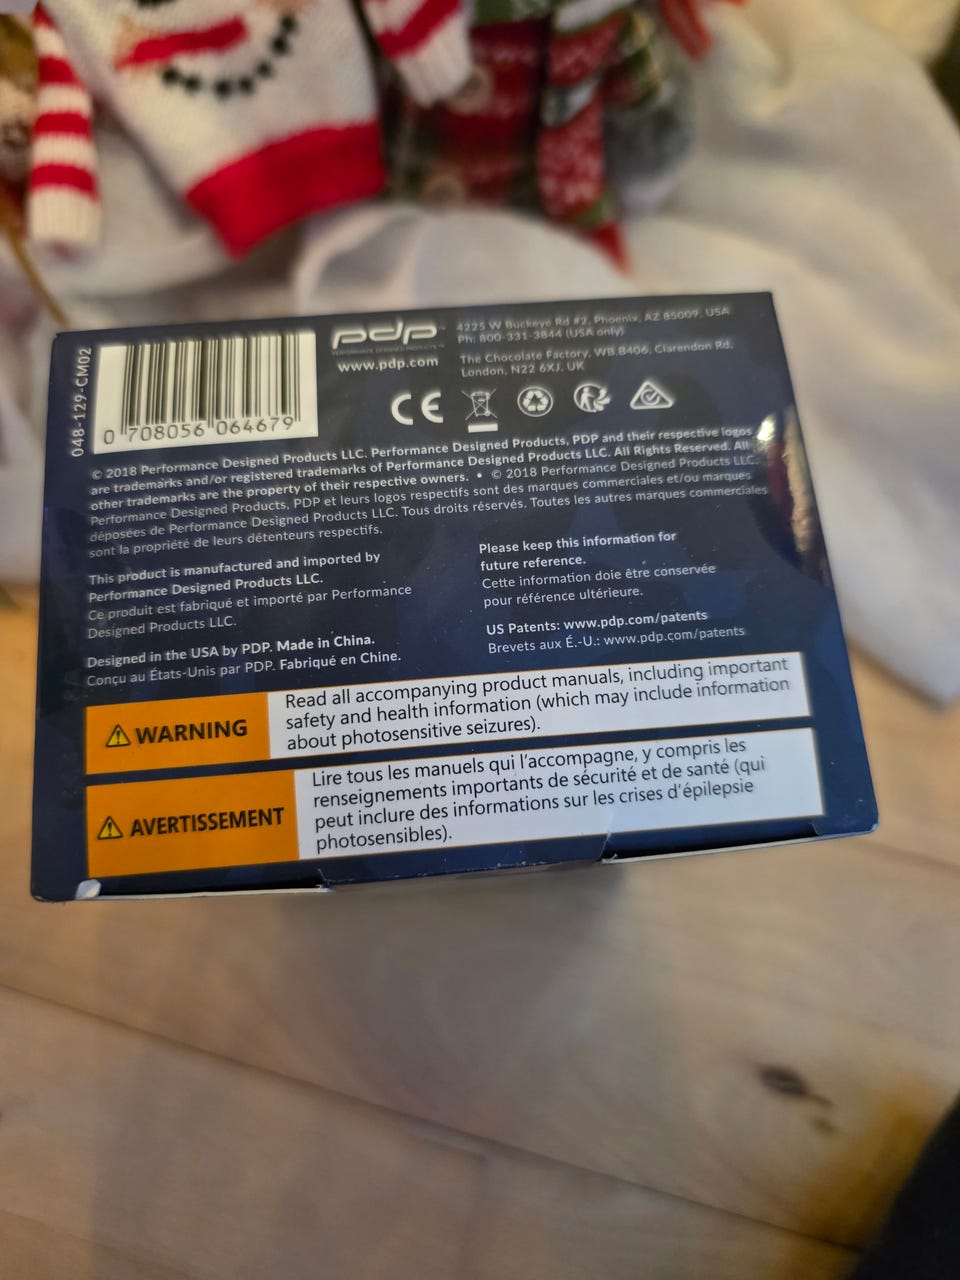 048-129-CM02
0 708056 064679
pdp
www.pdp.com
4225 W Buckeye Rd #2, Phoenix, AZ 85009, USA
Ph: 800-331-3844 (USA only)
The Chocolate Factory, WB.B406, Clarendon Rd,
London, N22 6XJ, UK
CE
© 2018 Performance Designed Products LLC. Performance Designed Products, PDP and their respective logos
are trademarks and/or registered trademarks of Performance Designed Products LLC. All Rights Reserved. All
other trademarks are the property of their respective owners. • © 2018 Performance Designed Products LLC.
Performance Designed Products, PDP et leurs logos respectifs sont des marques commerciales et/ou marques
déposées de Performance Designed Products LLC. Tous droits réservés. Toutes les autres marques commerciales
sont la propriété de leurs détenteurs respectifs.
This product is manufactured and imported by
Performance Designed Products LLC.
Ce produit est fabriqué et importé par Performance
Designed Products LLC.
Designed in the USA by PDP. Made in China.
Conçu au États-Unis par PDP. Fabriqué en Chine.
Please keep this information for
future reference.
Cette information doie être conservée
pour référence ultérieure.
US Patents: www.pdp.com/patents
Brevets aux É.-U.: www.pdp.com/patents
WARNING
Read all accompanying product manuals, including important
safety and health information (which may include information
about photosensitive seizures).
AVERTISSEMENT
Lire tous les manuels qui l'accompagne, y compris les
renseignements importants de sécurité et de santé (qui
peut inclure des informations sur les crises d'épilepsie
photosensibles).